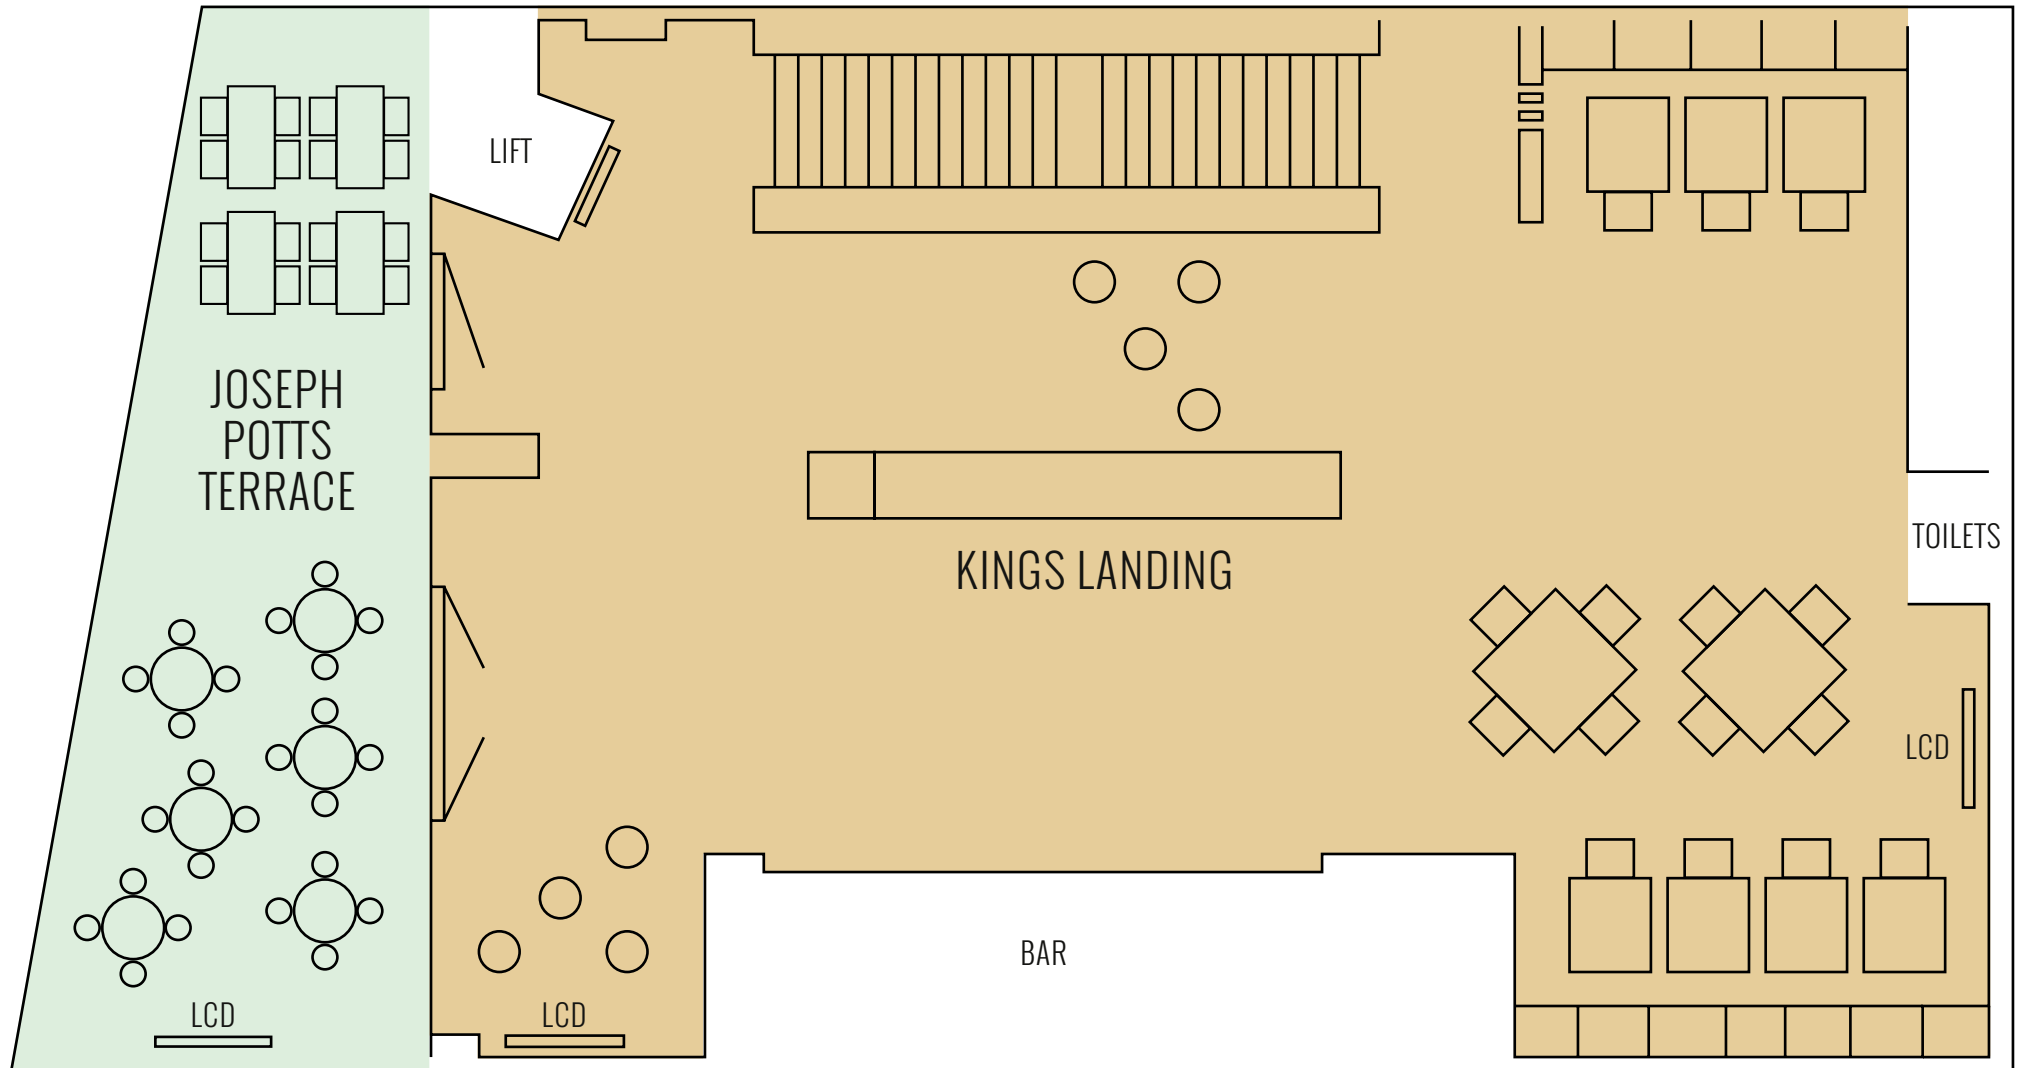 LIFT
JOSEPH
POTTS
TERRACE
KINGS LANDING
TOILETS
LCD
BAR
LCD
LCD